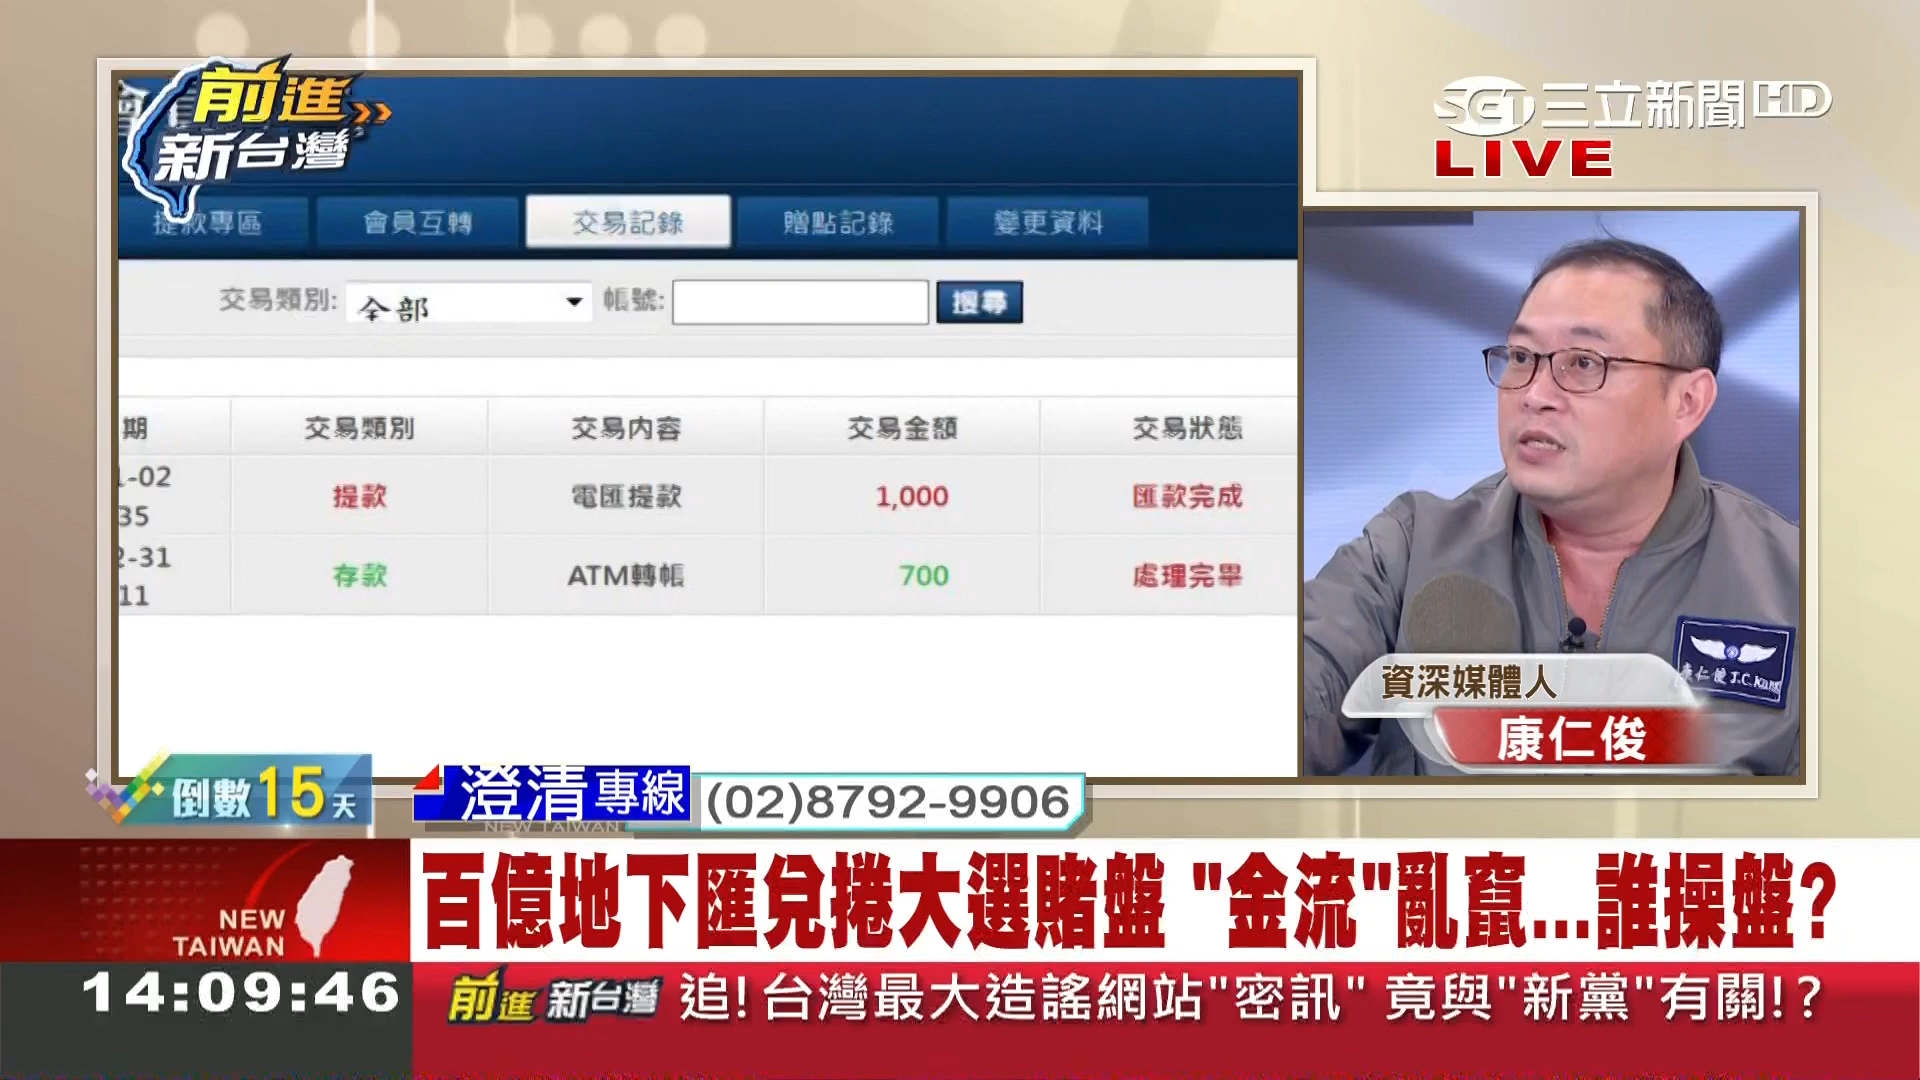 前進
新台灣
SET三立新聞HD
LIVE
提款專區 會員互轉 交易記錄 贈點記錄 變更資料
交易類別: 全部 帳號: 搜尋
期 交易類別 交易內容 交易金額 交易狀態
1-02
35
提款 電匯提款 1,000 匯款完成
2-31
11
存款 ATM轉帳 700 處理完畢
康仁俊 J.C.Kang
資深媒體人
康仁俊
倒數15天
澄清專線 (02)8792-9906
NEW TAIWAN
NEW
TAIWAN
百億地下匯兌捲大選賭盤 "金流"亂竄...誰操盤?
14:09:46
前進新台灣 追!台灣最大造謠網站"密訊" 竟與"新黨"有關!?